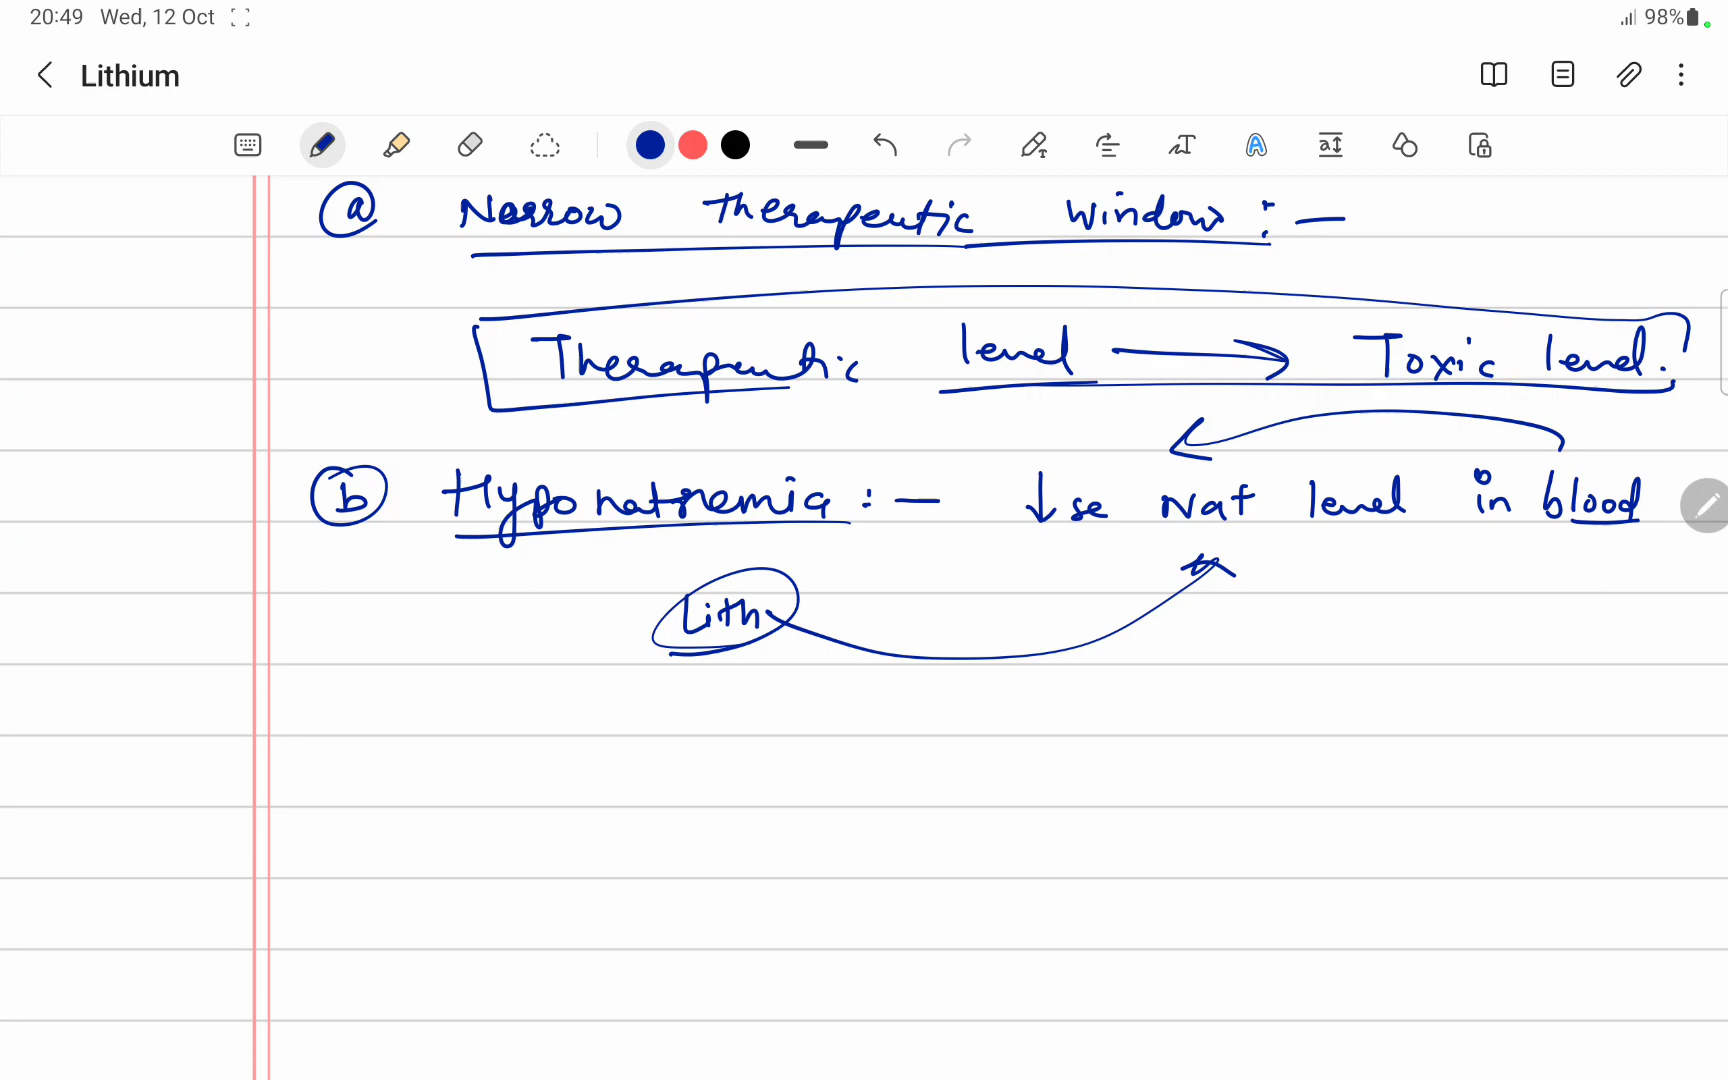 20:49 Wed, 12 Oct 98%
Lithium
a Narrow therapeutic window :-
Therapeutic level → Toxic level.
b Hyponatremia :- ↓se Na+ level in blood
Lith